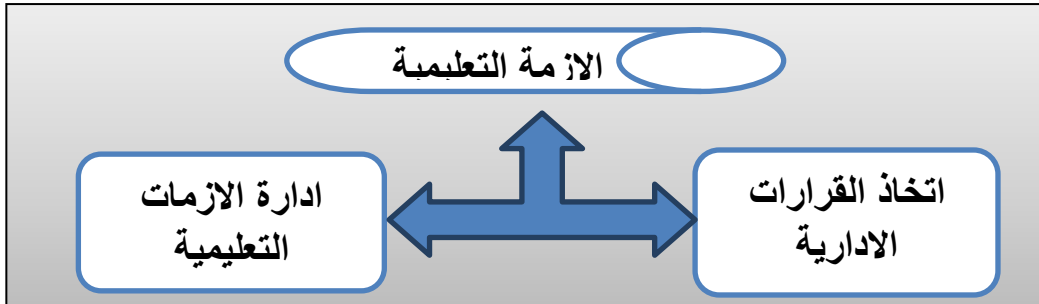 الازمة التعليمية
اتخاذ القرارات
الادارية
ادارة الازمات
التعليمية